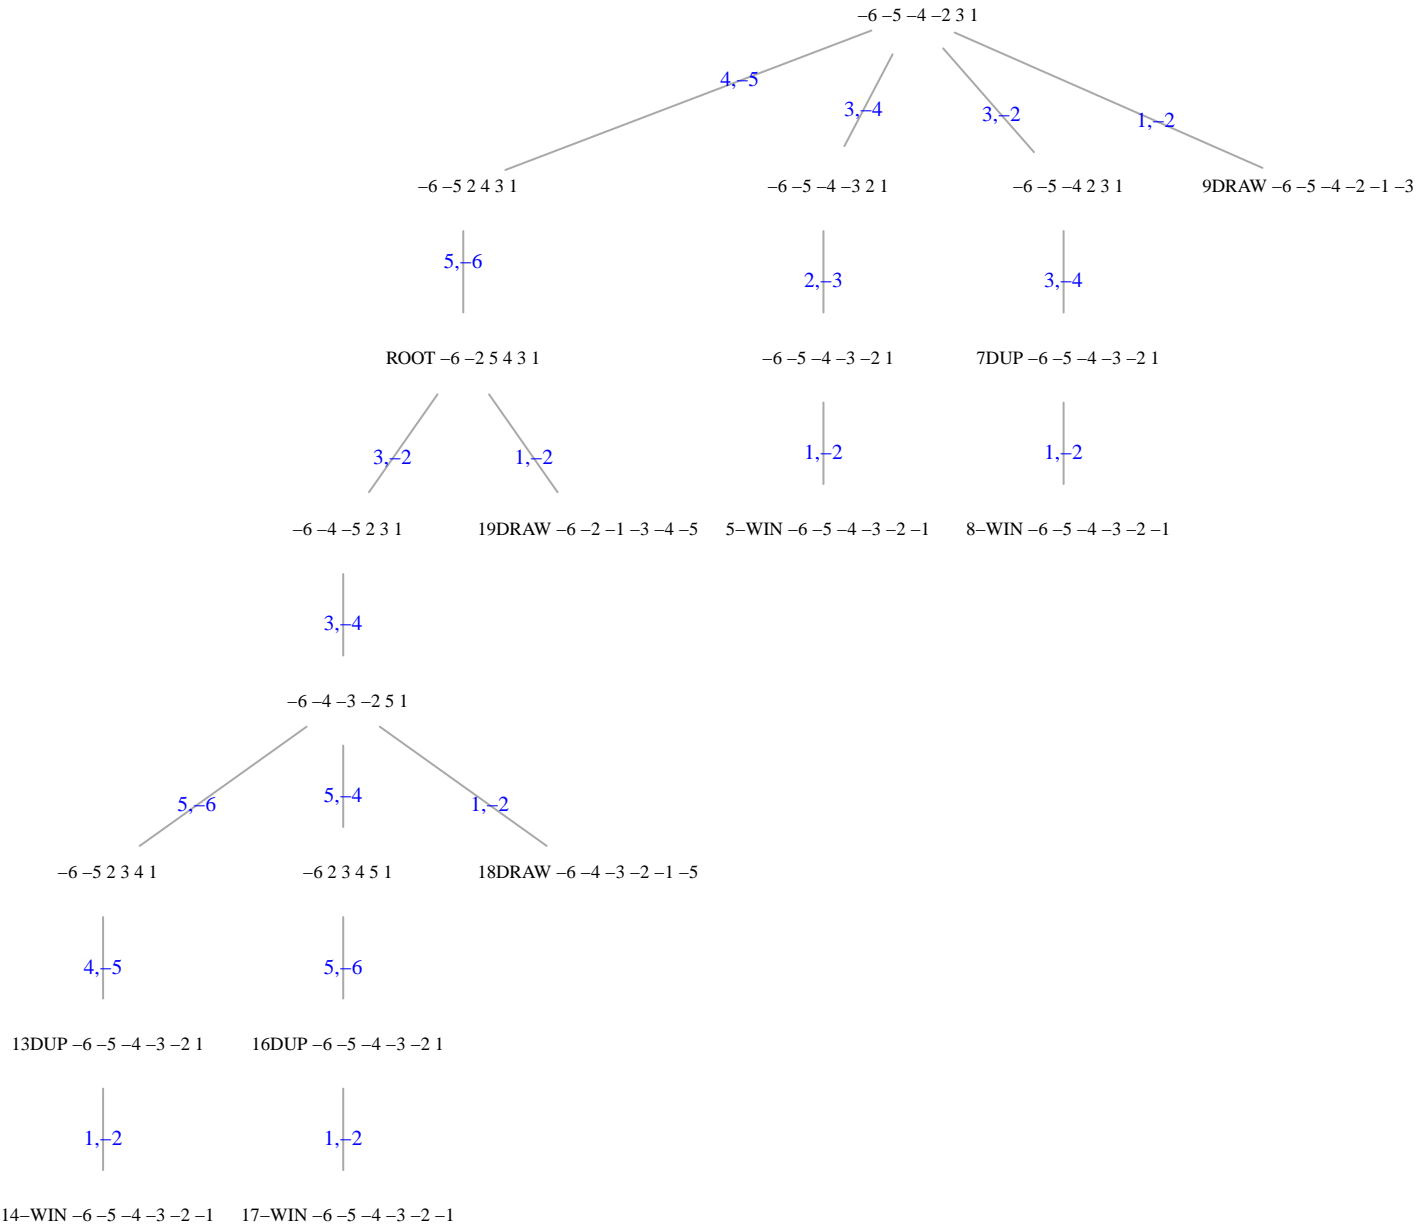 –6 –5 –4 –2 3 1
4,–5
3,–4
3,–2
1,–2
–6 –5 2 4 3 1
–6 –5 –4 –3 2 1
–6 –5 –4 2 3 1
9DRAW –6 –5 –4 –2 –1 –3
5,–6
2,–3
3,–4
ROOT –6 –2 5 4 3 1
–6 –5 –4 –3 –2 1
7DUP –6 –5 –4 –3 –2 1
3,–2
1,–2
1,–2
1,–2
–6 –4 –5 2 3 1
19DRAW –6 –2 –1 –3 –4 –5
5–WIN –6 –5 –4 –3 –2 –1
8–WIN –6 –5 –4 –3 –2 –1
3,–4
–6 –4 –3 –2 5 1
5,–6
5,–4
1,–2
–6 –5 2 3 4 1
–6 2 3 4 5 1
18DRAW –6 –4 –3 –2 –1 –5
4,–5
5,–6
13DUP –6 –5 –4 –3 –2 1
16DUP –6 –5 –4 –3 –2 1
1,–2
1,–2
14–WIN –6 –5 –4 –3 –2 –1
17–WIN –6 –5 –4 –3 –2 –1